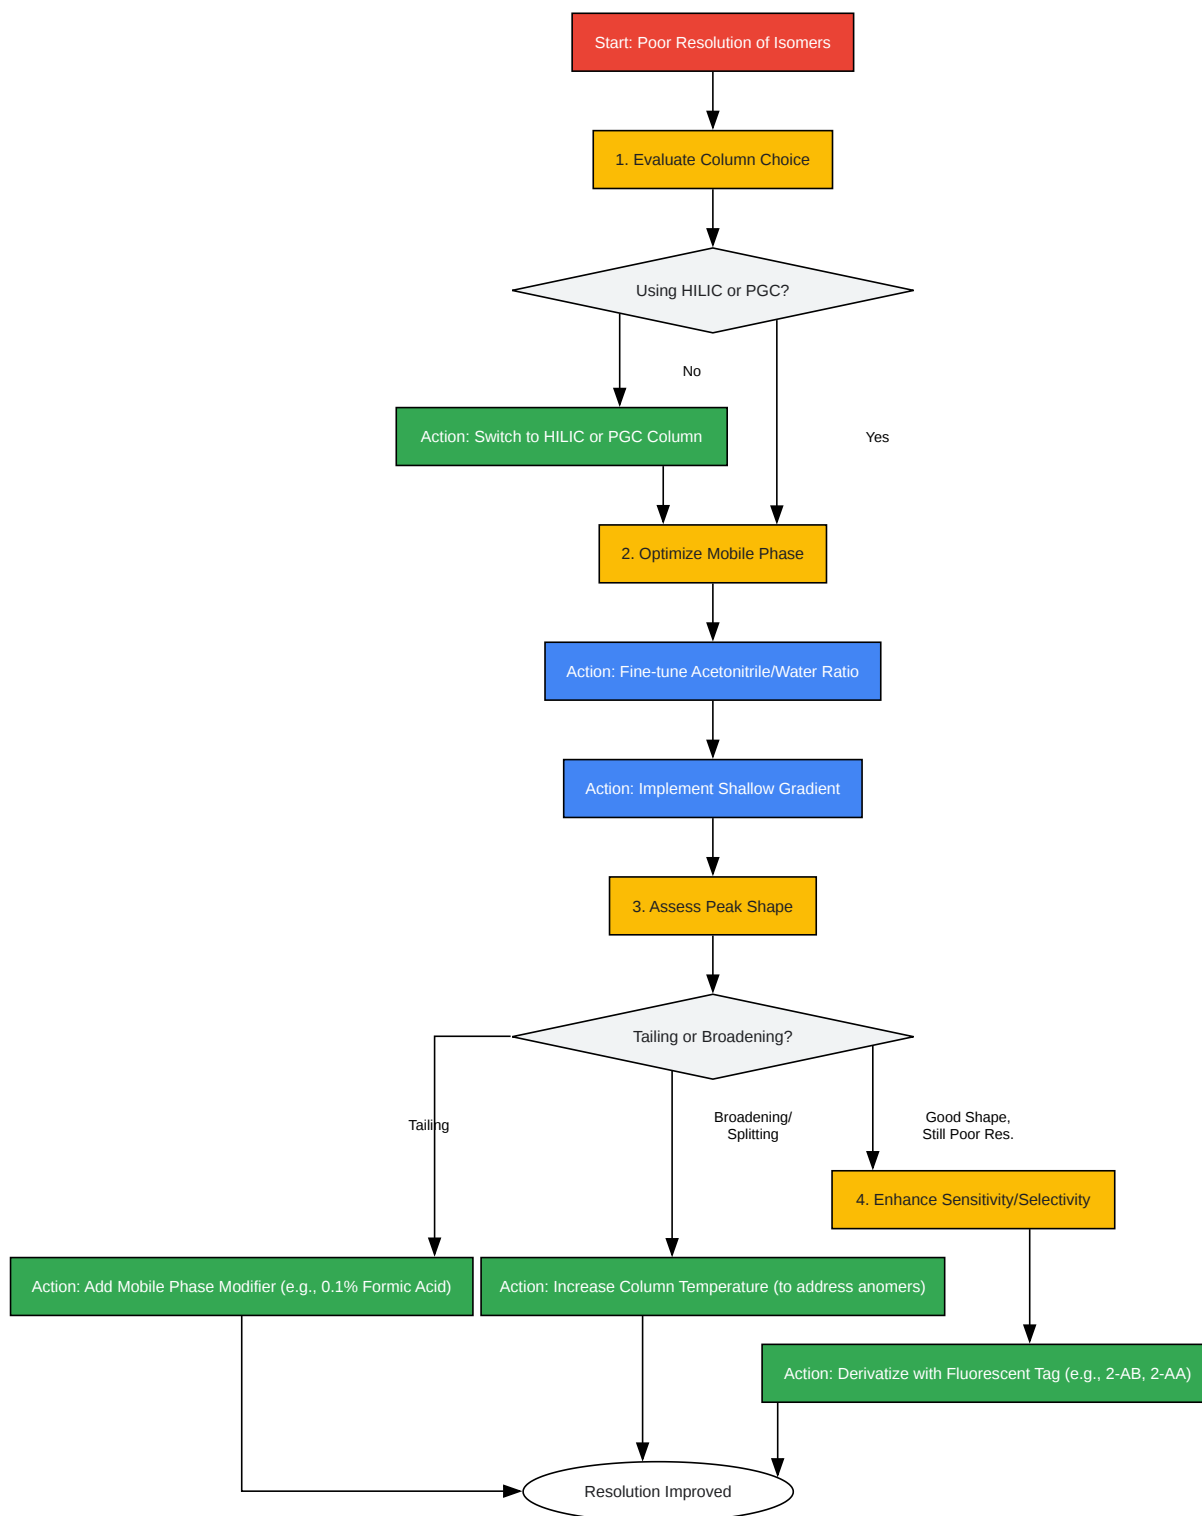 Start: Poor Resolution of Isomers
1. Evaluate Column Choice
Using HILIC or PGC?
No
Action: Switch to HILIC or PGC Column
Yes
2. Optimize Mobile Phase
Action: Fine-tune Acetonitrile/Water Ratio
Action: Implement Shallow Gradient
3. Assess Peak Shape
Tailing or Broadening?
Tailing
Broadening/
Splitting
Good Shape,
Still Poor Res.
4. Enhance Sensitivity/Selectivity
Action: Add Mobile Phase Modifier (e.g., 0.1% Formic Acid)
Action: Increase Column Temperature (to address anomers)
Action: Derivatize with Fluorescent Tag (e.g., 2-AB, 2-AA)
Resolution Improved